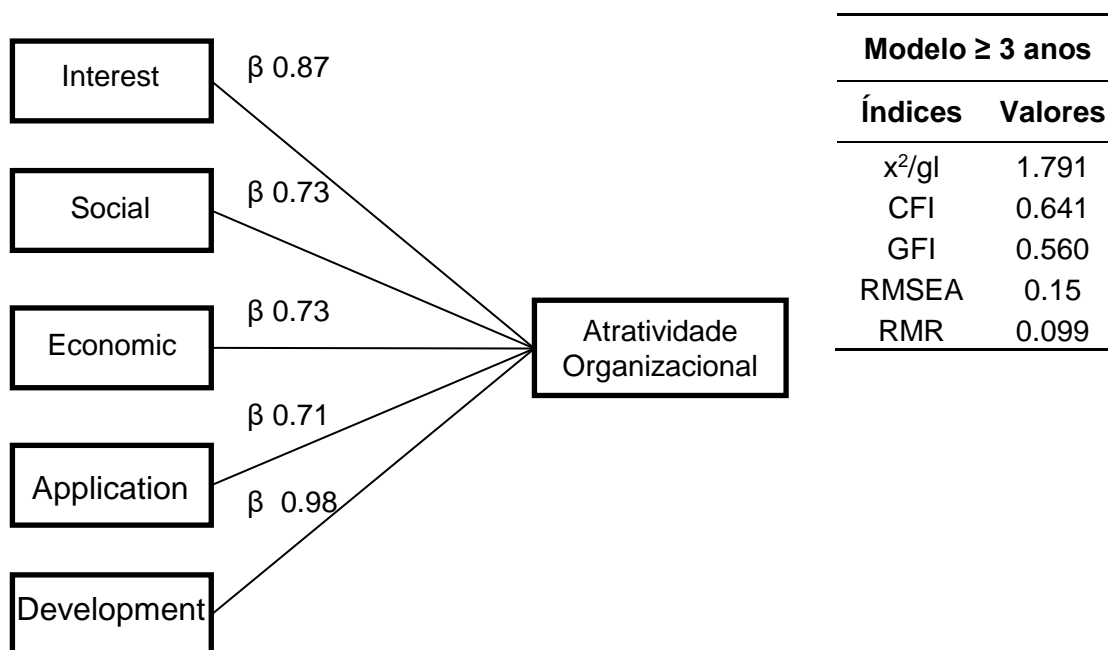 Interest
β 0.87
Social
β 0.73
Economic
β 0.73
Application
β 0.71
Development
β 0.98
Atratividade
Organizacional
Modelo ≥ 3 anos
Índices Valores
x²/gl 1.791
CFI 0.641
GFI 0.560
RMSEA 0.15
RMR 0.099